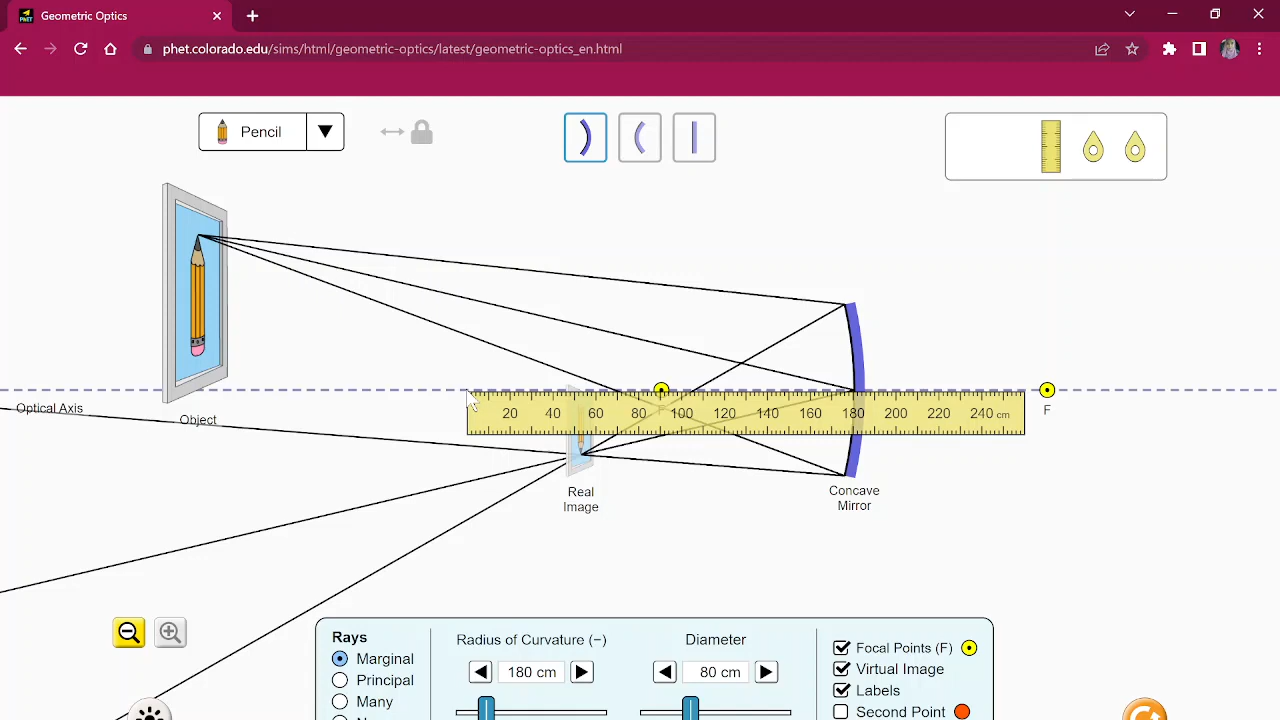 PhET Geometric Optics
phet.colorado.edu/sims/html/geometric-optics/latest/geometric-optics_en.html
Pencil
Optical Axis
Object
F
20 40 60 80 100 120 140 160 180 200 220 240 cm
F
Real
Image
Concave
Mirror
Rays
Marginal
Principal
Many
Radius of Curvature (−)
180 cm
Diameter
80 cm
Focal Points (F)
Virtual Image
Labels
Second Point